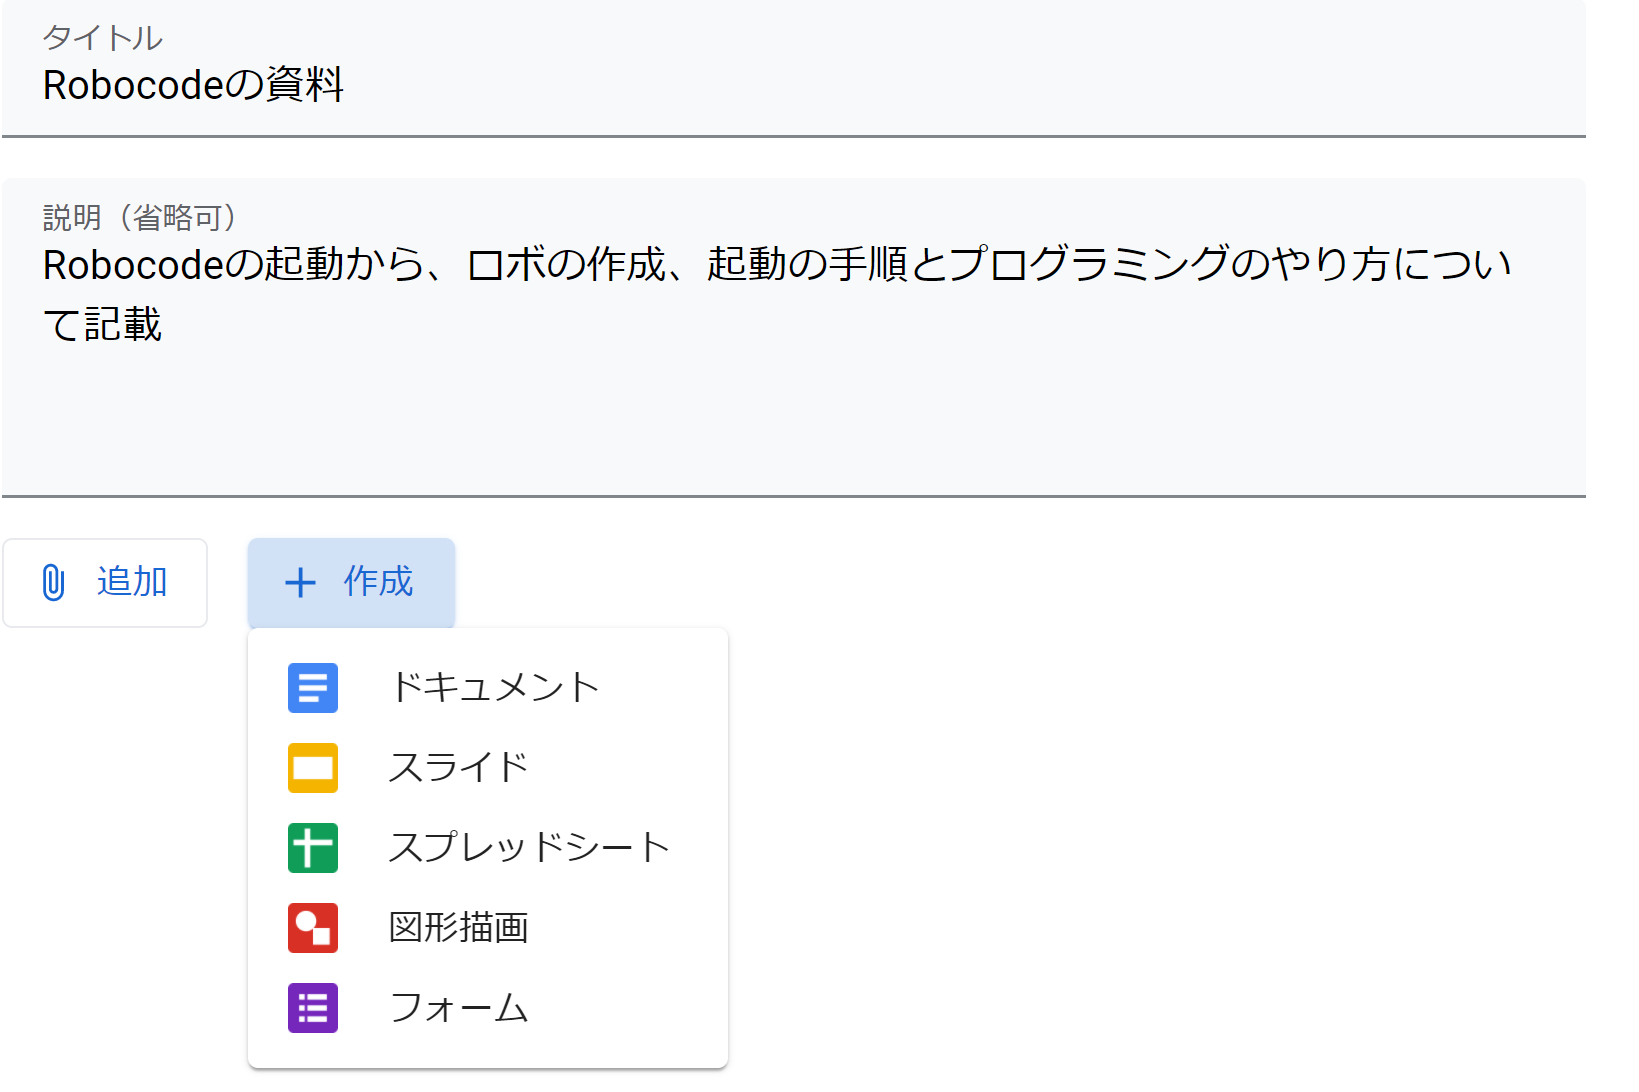 タイトル
Robocodeの資料
説明（省略可）
Robocodeの起動から、ロボの作成、起動の手順とプログラミングのやり方につい
て記載
追加
作成
ドキュメント
スライド
スプレッドシート
図形描画
フォーム